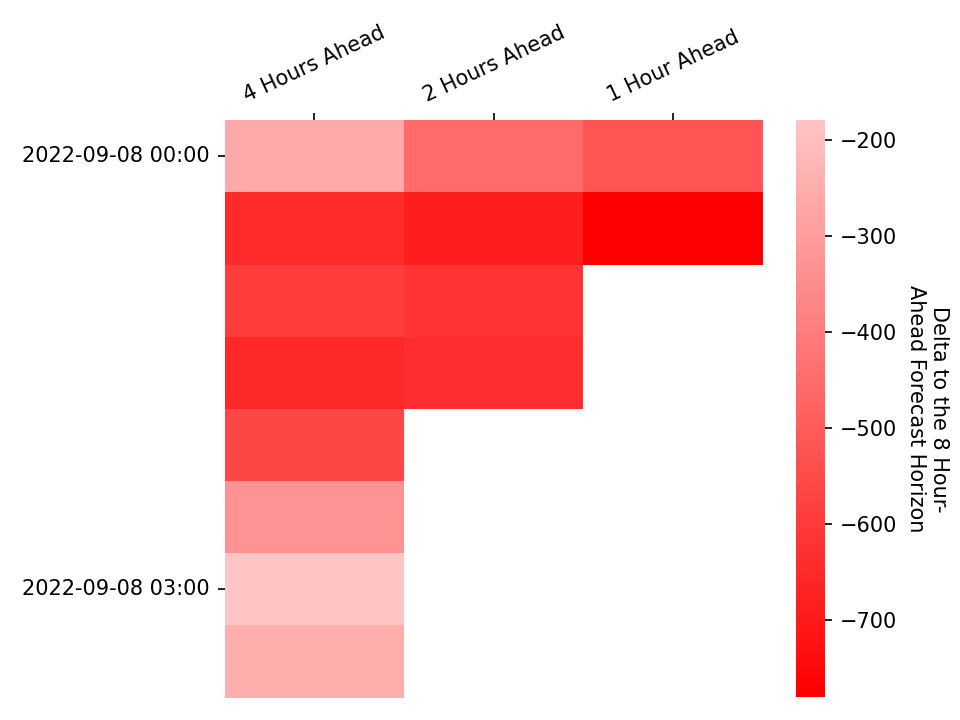 4 Hours Ahead
2 Hours Ahead
1 Hour Ahead
2022-09-08 00:00
2022-09-08 03:00
−200
−300
−400
−500
−600
−700
Delta to the 8 Hour-
Ahead Forecast Horizon